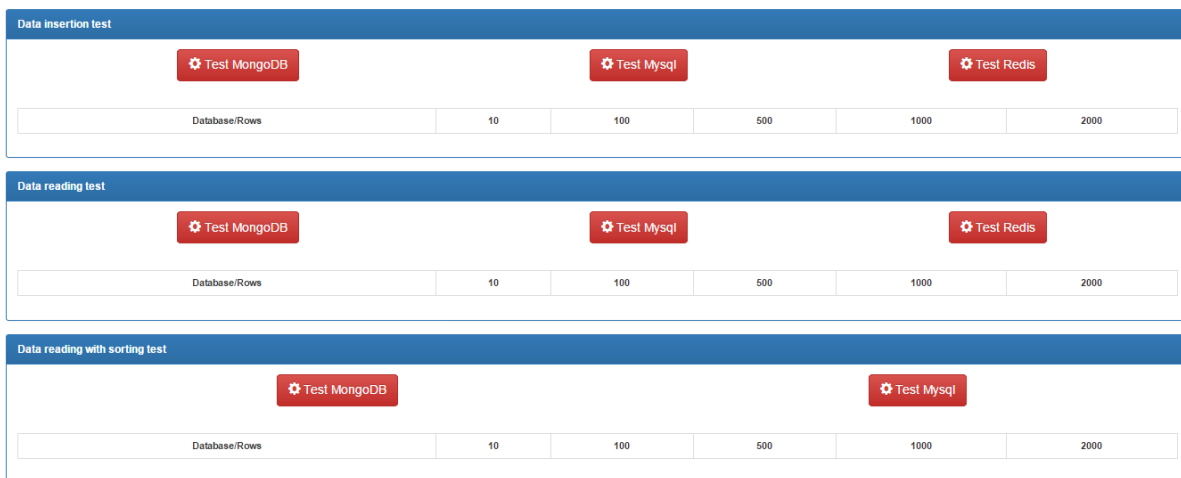 Data insertion test
Test MongoDB Test Mysql Test Redis
Database/Rows 10 100 500 1000 2000
Data reading test
Test MongoDB Test Mysql Test Redis
Database/Rows 10 100 500 1000 2000
Data reading with sorting test
Test MongoDB Test Mysql
Database/Rows 10 100 500 1000 2000